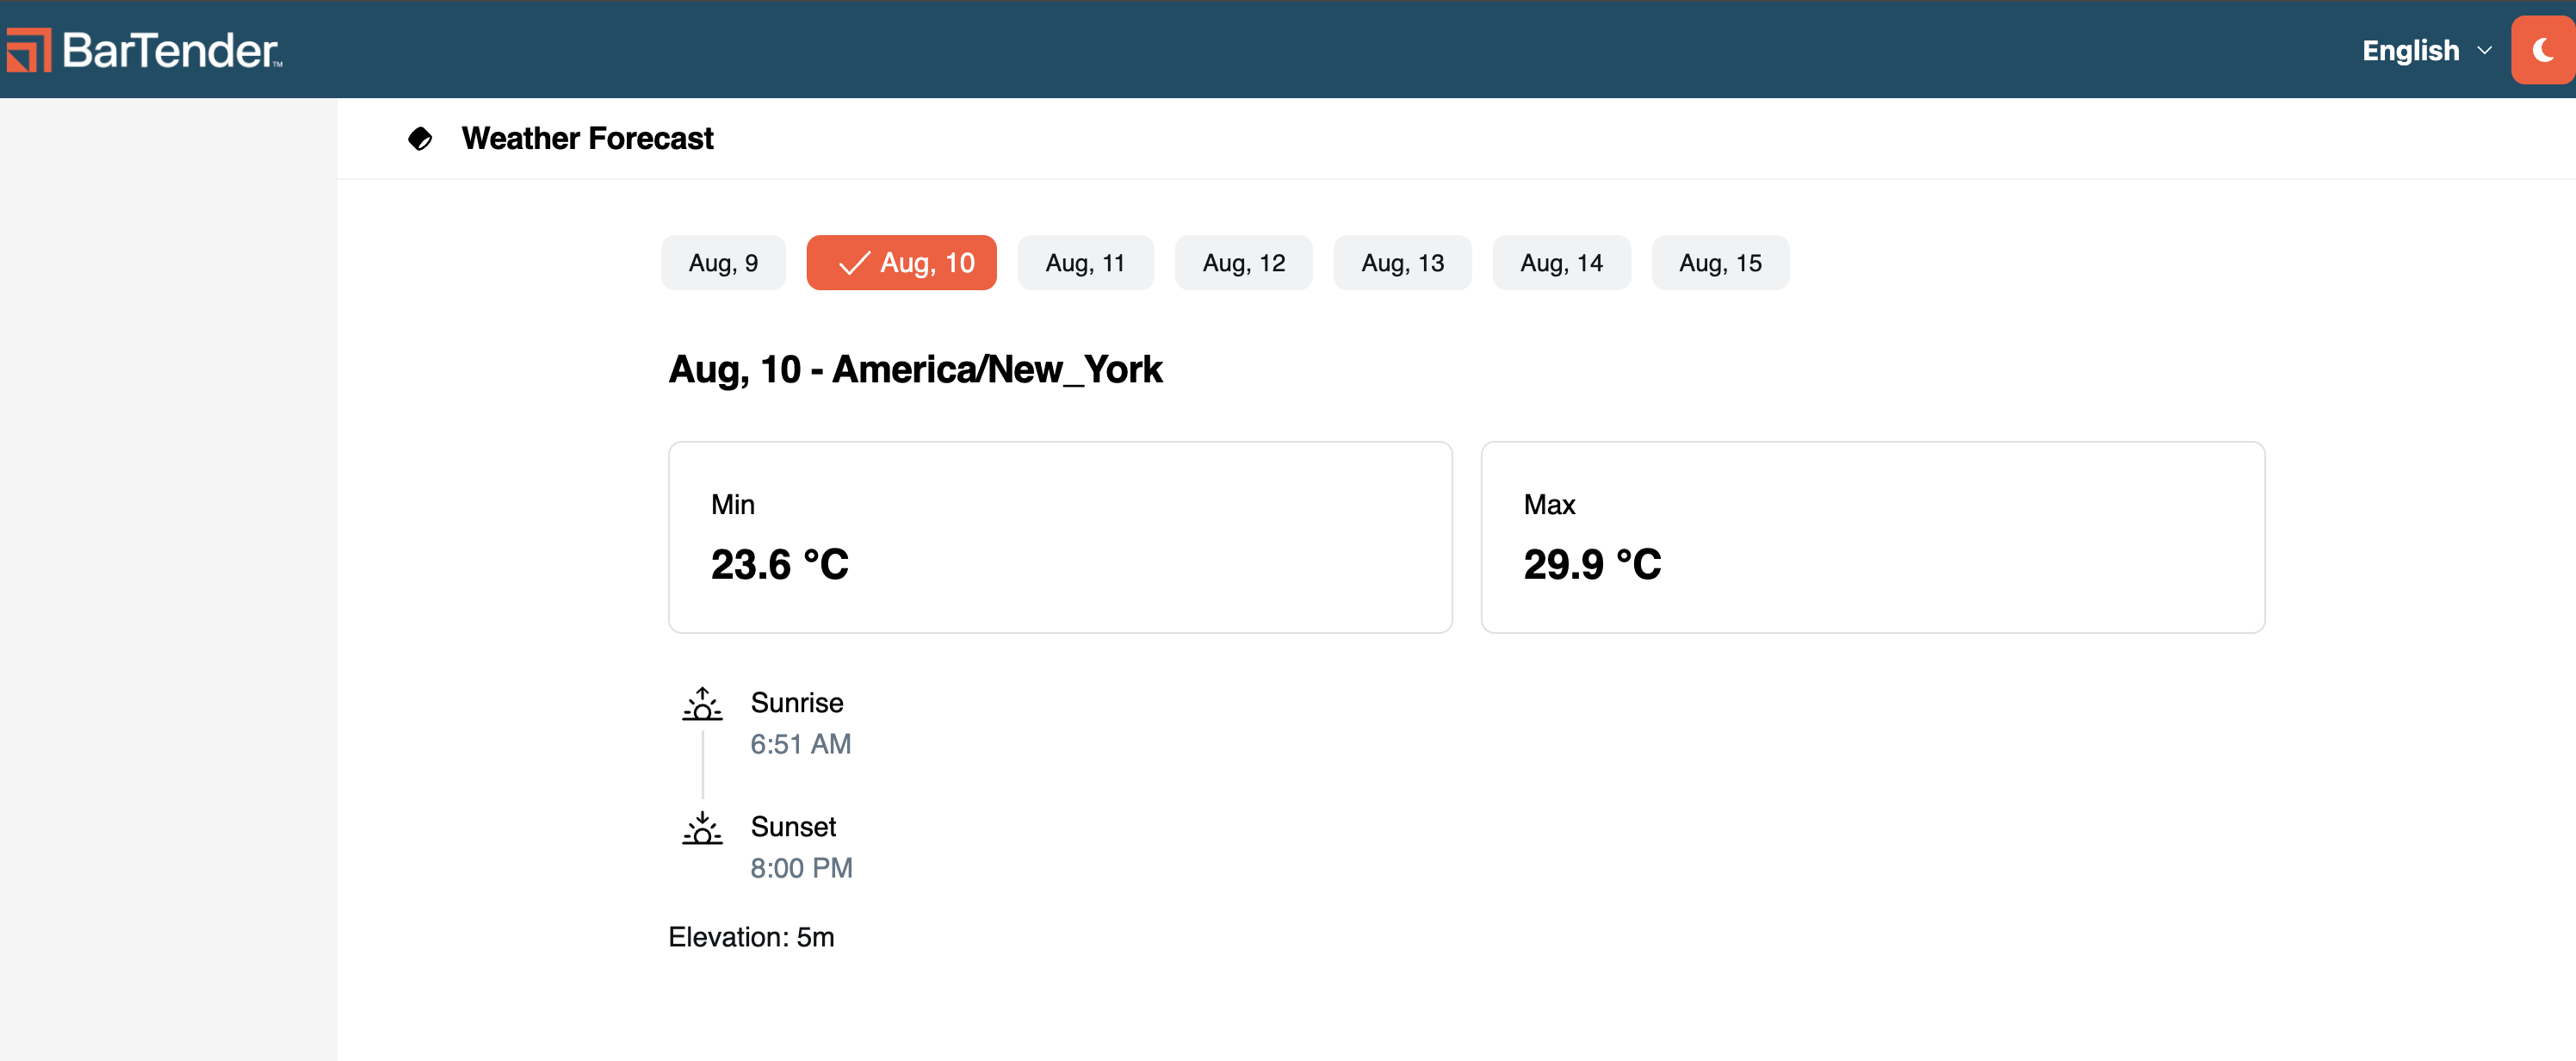 BarTender™
English
Weather Forecast
Aug, 9
Aug, 10
Aug, 11
Aug, 12
Aug, 13
Aug, 14
Aug, 15
Aug, 10 - America/New_York
Min
23.6 °C
Max
29.9 °C
Sunrise
6:51 AM
Sunset
8:00 PM
Elevation: 5m